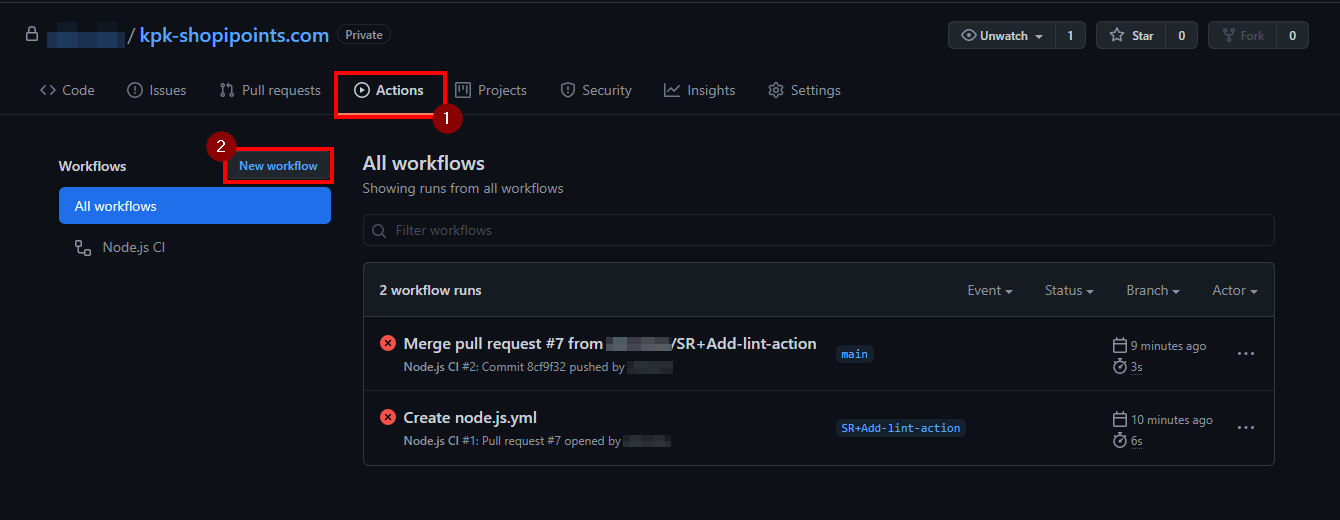 / kpk-shopipoints.com Private
Unwatch 1 Star 0 Fork 0
Code Issues Pull requests Actions Projects Security Insights Settings
1
2
Workflows New workflow
All workflows
Node.js CI
All workflows
Showing runs from all workflows
Filter workflows
2 workflow runs Event Status Branch Actor
Merge pull request #7 from /SR+Add-lint-action
Node.js CI #2: Commit 8cf9f32 pushed by
main
9 minutes ago
3s
Create node.js.yml
Node.js CI #1: Pull request #7 opened by
SR+Add-lint-action
10 minutes ago
6s